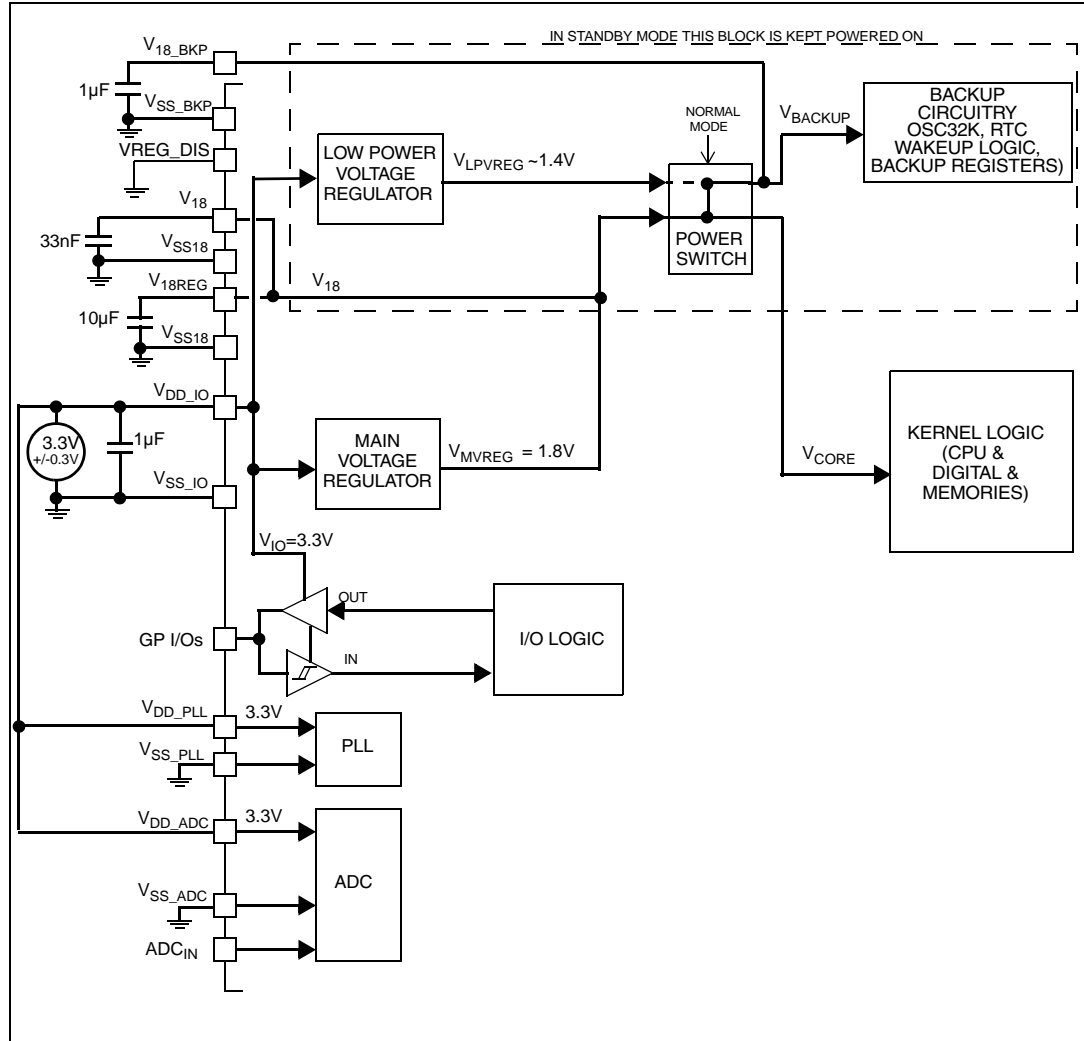 IN STANDBY MODE THIS BLOCK IS KEPT POWERED ON
V18_BKP
1µF
VSS_BKP
VREG_DIS
V18
33nF
VSS18
V18REG
10µF
VSS18
LOW POWER
VOLTAGE
REGULATOR
VLPVREG ~1.4V
NORMAL
MODE
POWER
SWITCH
VBACKUP
BACKUP
CIRCUITRY
OSC32K, RTC
WAKEUP LOGIC,
BACKUP REGISTERS)
V18
VDD_IO
3.3V
+/-0.3V
1µF
VSS_IO
MAIN
VOLTAGE
REGULATOR
VMVREG = 1.8V
VCORE
KERNEL LOGIC
(CPU &
DIGITAL &
MEMORIES)
VIO=3.3V
OUT
GP I/Os
IN
I/O LOGIC
VDD_PLL
3.3V
VSS_PLL
PLL
VDD_ADC
3.3V
VSS_ADC
ADCIN
ADC